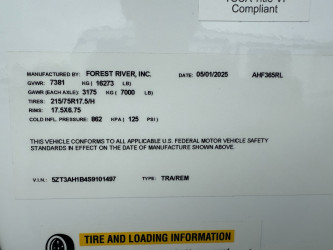 Compliant
MANUFACTURED BY: FOREST RIVER, INC. DATE: 05/01/2025 AHF365RL
GVWR: 7381 KG ( 16273 LB)
GAWR (EACH AXLE): 3175 KG ( 7000 LB)
TIRES: 215/75R17.5/H
RIMS: 17.5X6.75
COLD INFL. PRESSURE: 862 KPA ( 125 PSI )
THIS VEHICLE CONFORMS TO ALL APPLICABLE U.S. FEDERAL MOTOR VEHICLE SAFETY
STANDARDS IN EFFECT ON THE DATE OF MANUFACTURE SHOWN ABOVE.
V.I.N.: 5ZT3AH1B4S9101497 TYPE: TRA/REM
TIRE AND LOADING INFORMATION